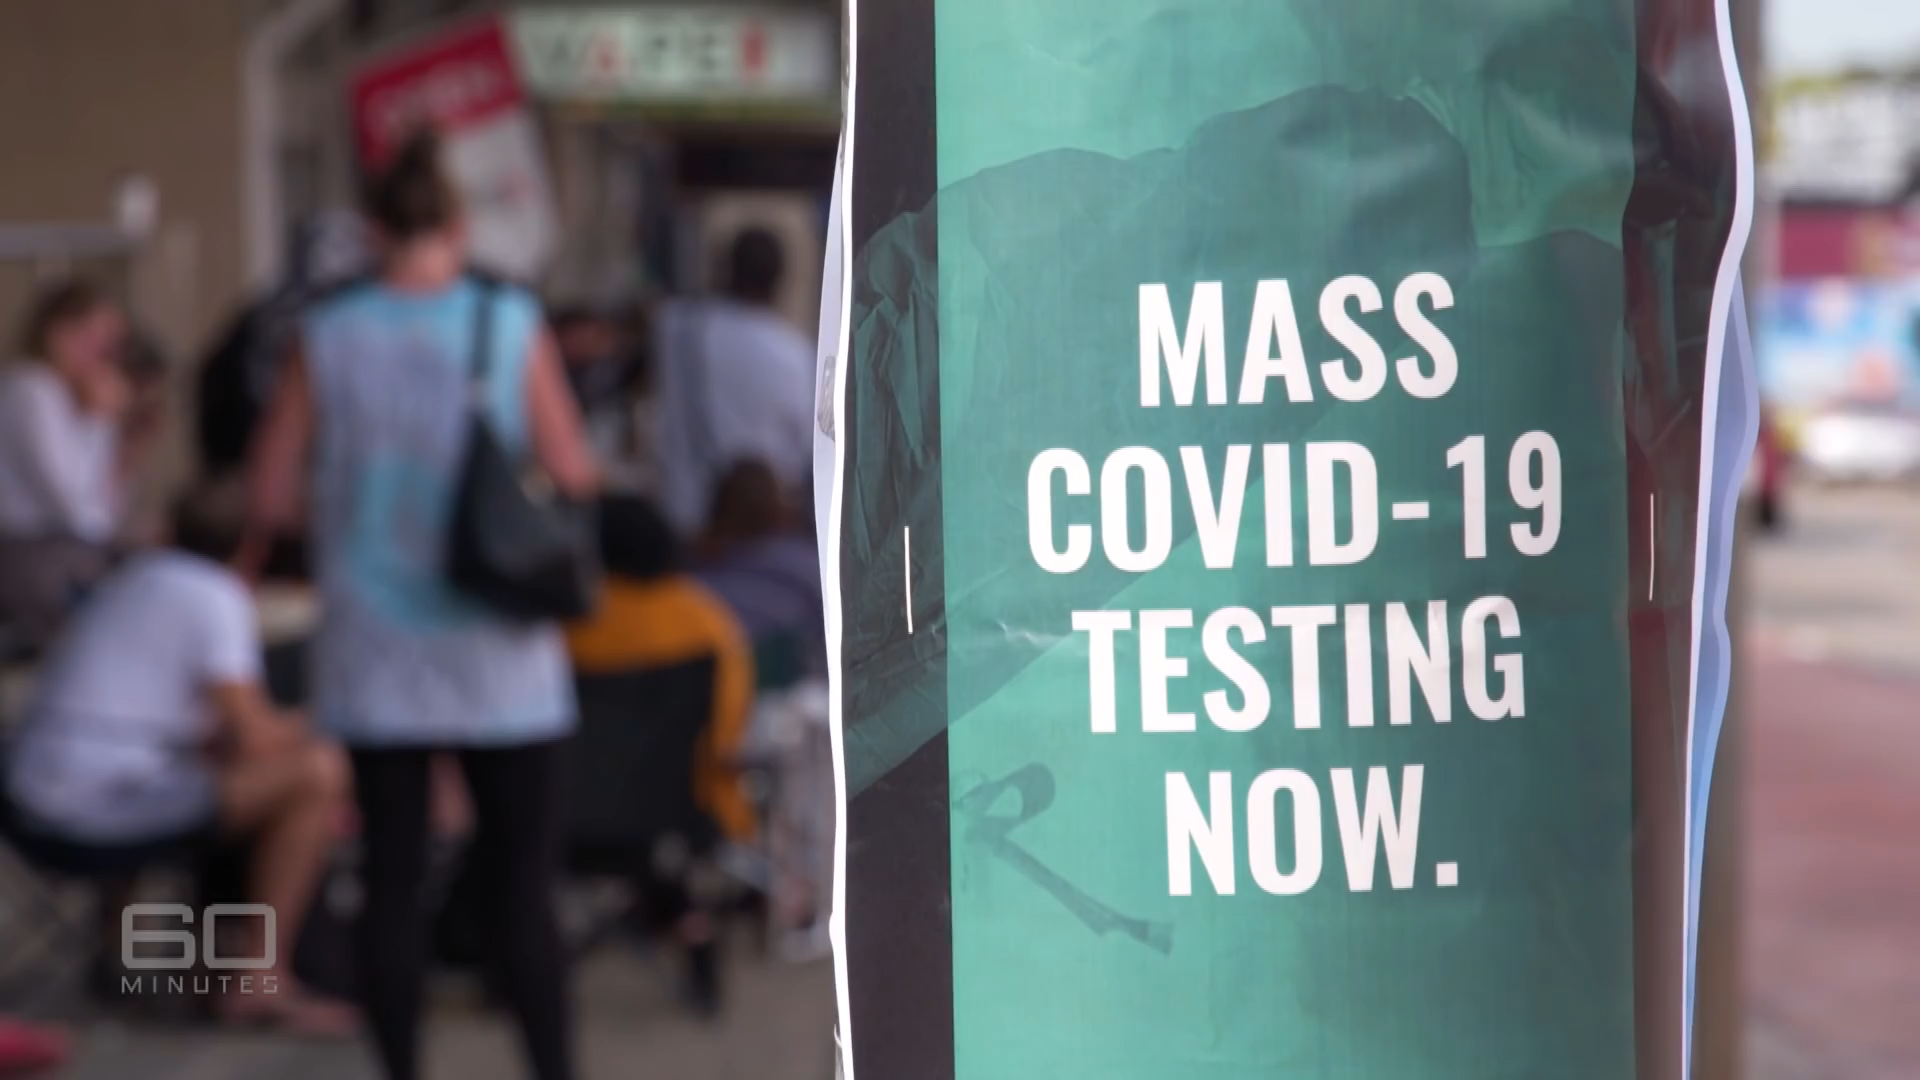 MASS
COVID-19
TESTING
NOW.
60
MINUTES